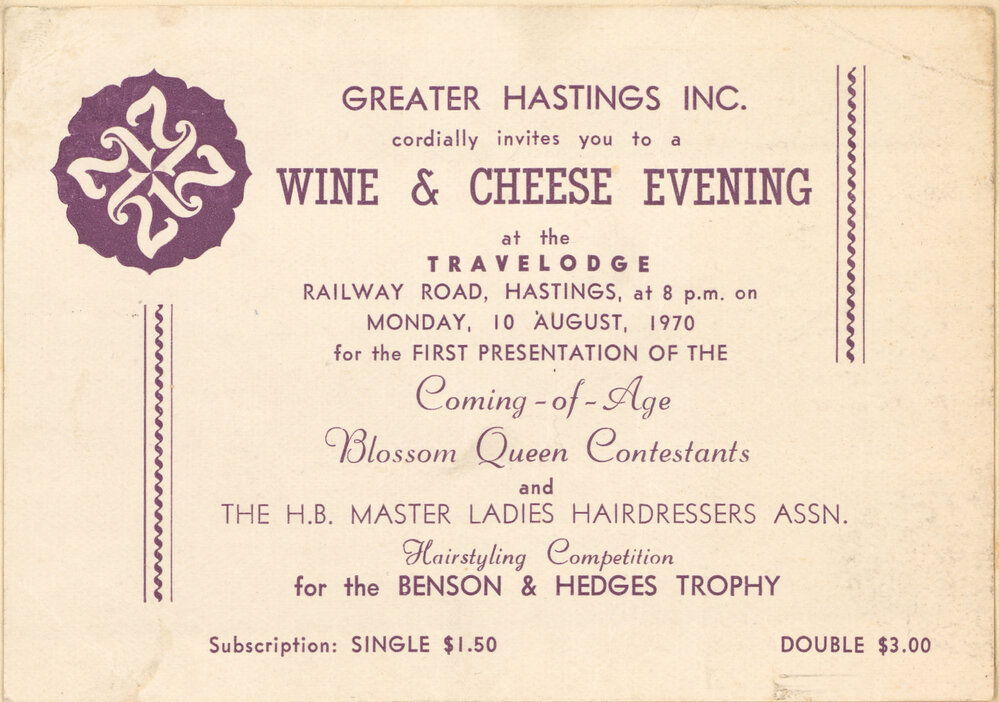 GREATER HASTINGS INC.
cordially invites you to a
WINE & CHEESE EVENING
at the
TRAVELODGE
RAILWAY ROAD, HASTINGS, at 8 p.m. on
MONDAY, 10 AUGUST, 1970
for the FIRST PRESENTATION OF THE
Coming-of-Age
Blossom Queen Contestants
and
THE H.B. MASTER LADIES HAIRDRESSERS ASSN.
Hairstyling Competition
for the BENSON & HEDGES TROPHY
Subscription: SINGLE $1.50 DOUBLE $3.00